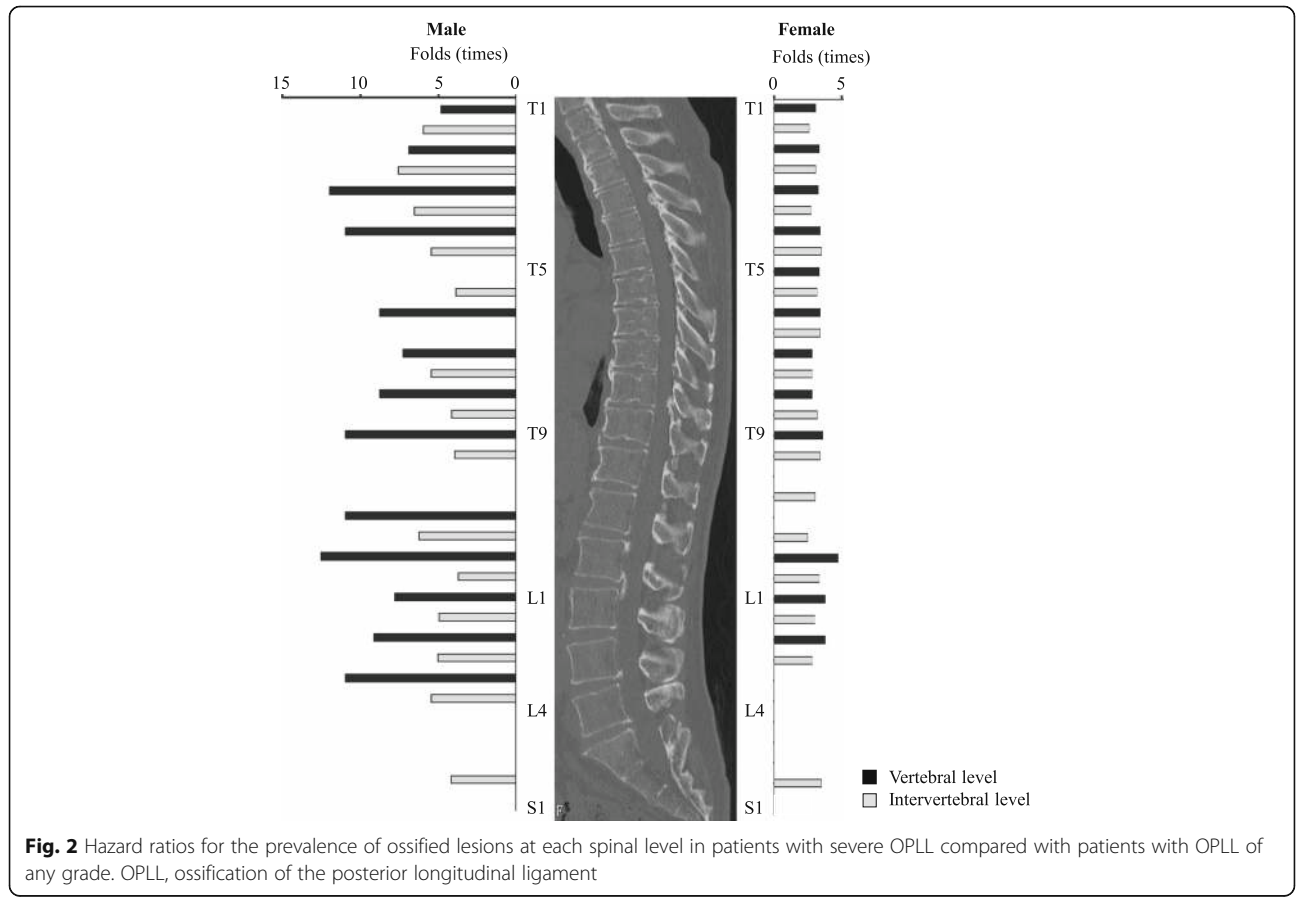 Male
Folds (times)
15 10 5 0
Female
Folds (times)
0 5
T1
T5
T9
L1
L4
S1
T1
T5
T9
L1
L4
S1
Vertebral level
Intervertebral level
Fig. 2 Hazard ratios for the prevalence of ossified lesions at each spinal level in patients with severe OPLL compared with patients with OPLL of
any grade. OPLL, ossification of the posterior longitudinal ligament